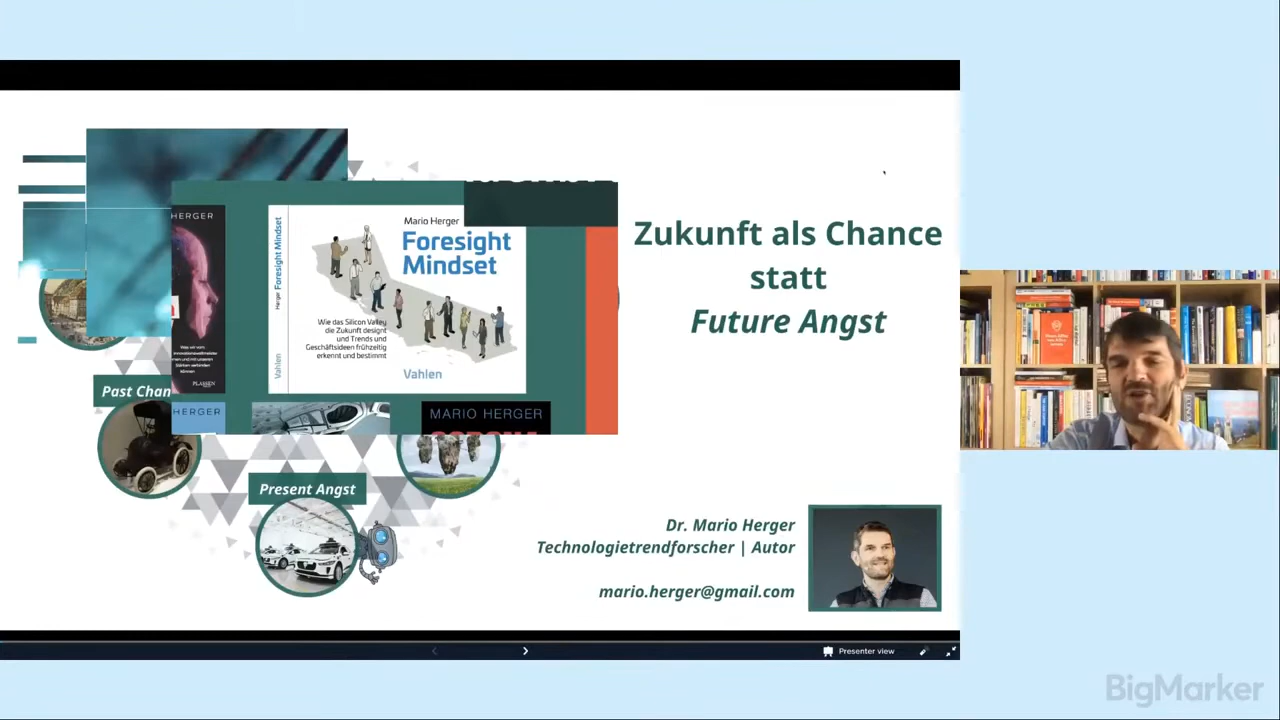 Zukunft als Chance
statt
Future Angst
HERGER
PLASSEN
Herger Foresight Mindset
Vahlen
Mario Herger
Foresight
Mindset
Wie das Silicon Valley
die Zukunft designt
und Trends und
Geschäftsideen frühzeitig
erkennt und bestimmt
Vahlen
Past Chan
HERGER
MARIO HERGER
Present Angst
Dr. Mario Herger
Technologietrendforscher | Autor
mario.herger@gmail.com
Presenter view
BigMarker